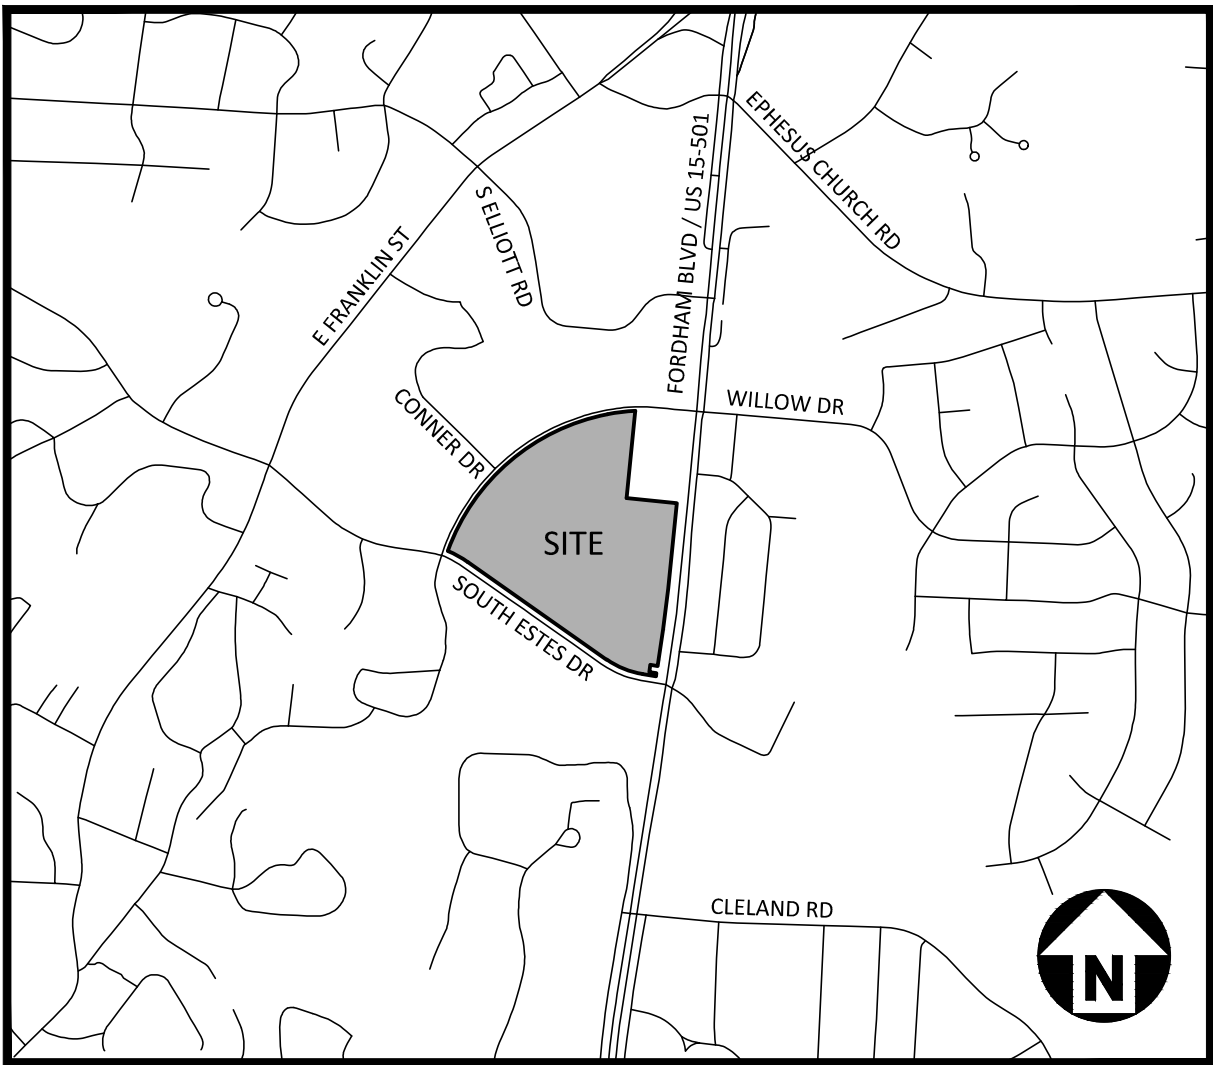 EPHESUS CHURCH RD
FORDHAM BLVD / US 15-501
S ELLIOTT RD
E FRANKLIN ST
CONNER DR
WILLOW DR
SITE
SOUTH ESTES DR
CLELAND RD
N